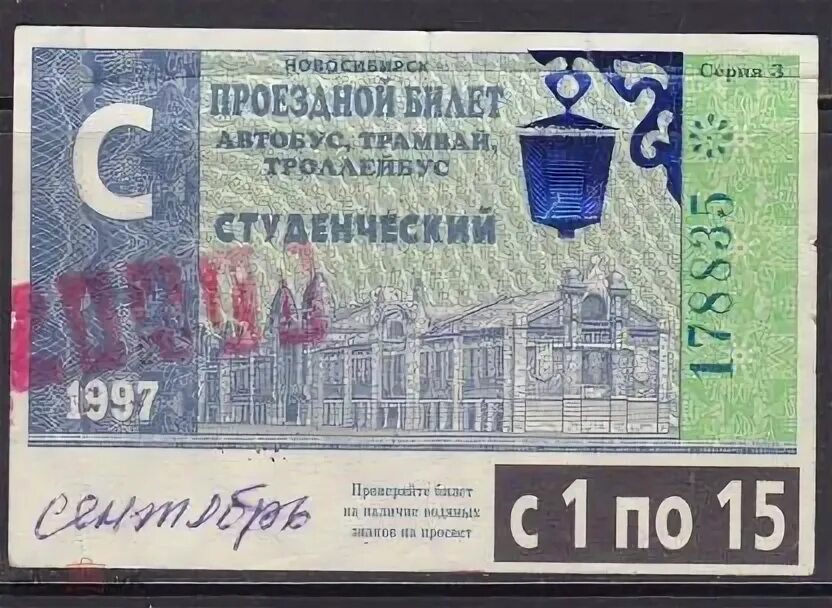 НОВОСИБИРСК
Серия 3
С
ПРОЕЗДНОЙ БИЛЕТ
АВТОБУС, ТРАМВАЙ,
ТРОЛЛЕЙБУС
СТУДЕНЧЕСКИЙ
178835
1997
сентябрь
Проверяйте билет
на наличие водяных
знаков на просвет
с 1 по 15